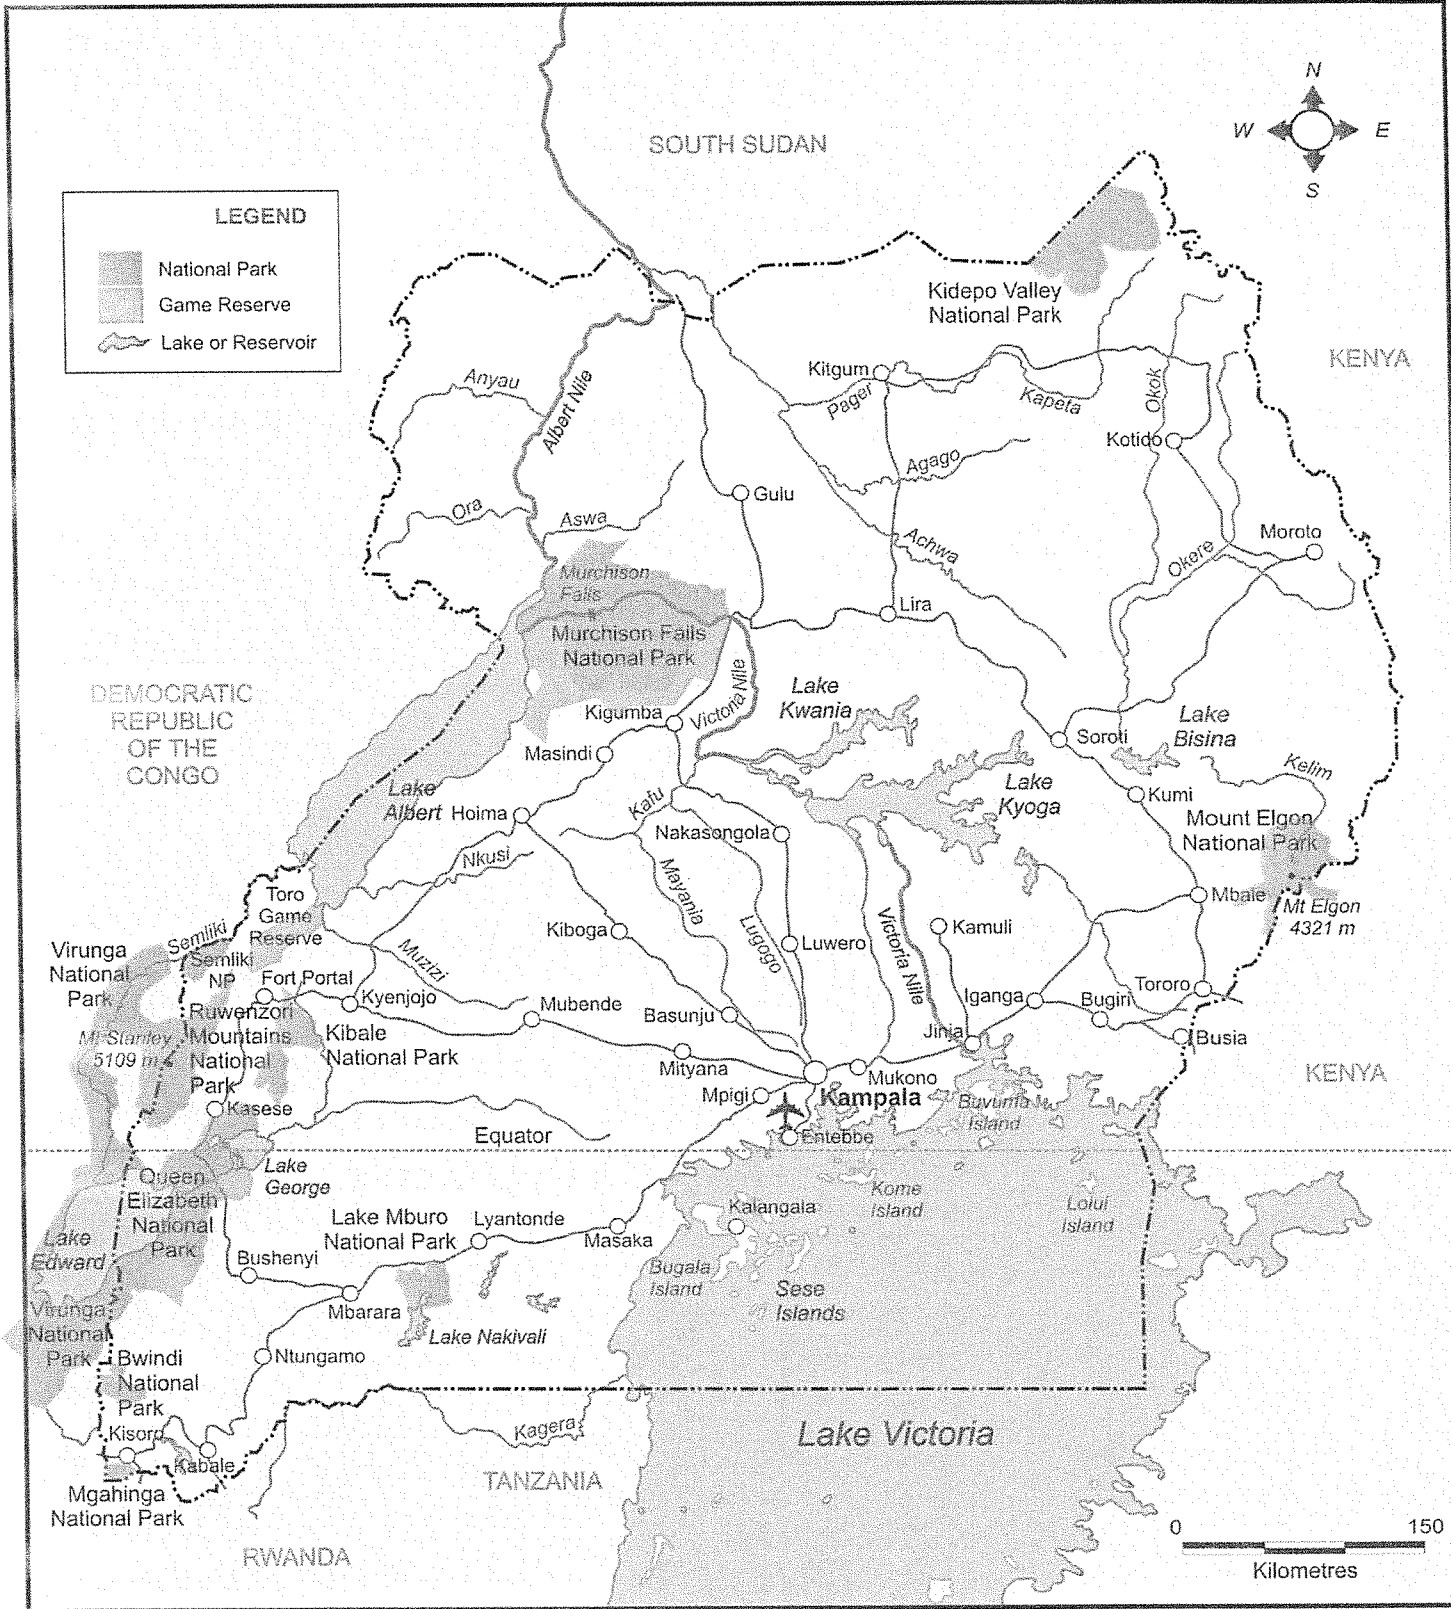 N
W
E
S
SOUTH SUDAN
LEGEND
National Park
Game Reserve
Lake or Reservoir
Kidepo Valley
National Park
KENYA
Kitgum
Pager
Kapeta
Okok
Anyau
Albert Nile
Kotido
Agago
Gulu
Ora
Aswa
Achwa
Moroto
Okere
Murchison
Falls
Lira
Murchison Falls
National Park
DEMOCRATIC
REPUBLIC
OF THE
CONGO
Victoria Nile
Lake
Kwania
Kigumba
Masindi
Soroti
Lake
Bisina
Kelim
Lake
Albert
Hoima
Kafu
Lake
Kyoga
Kumi
Nakasongola
Mount Elgon
National Park
Nkusi
Mayania
Toro
Game
Reserve
Mbale
Mt Elgon
4321 m
Semliki
Virunga
National
Park
Semliki
NP
Muzizi
Kiboga
Lugogo
Luwero
Victoria Nile
Kamuli
Fort Portal
Kyenjojo
Mubende
Basunju
Iganga
Bugiri
Tororo
Ruwenzori
Mountains
National
Park
Mt Stanley
5109 m
Kibale
National Park
Jinja
Busia
Mityana
Mukono
KENYA
Mpigi
Kampala
Kasese
Buvuma
Island
Equator
Entebbe
Lake
George
Queen
Elizabeth
National
Park
Kome
Island
Lolui
Island
Kalangala
Lake Mburo
National Park
Lyantonde
Masaka
Lake
Edward
Bushenyi
Bugala
Island
Sese
Islands
Mbarara
Virunga
National
Park
Lake Nakivali
Ntungamo
Bwindi
National
Park
Kisoro
Kabale
Kagera
Lake Victoria
TANZANIA
Mgahinga
National Park
RWANDA
0
150
Kilometres